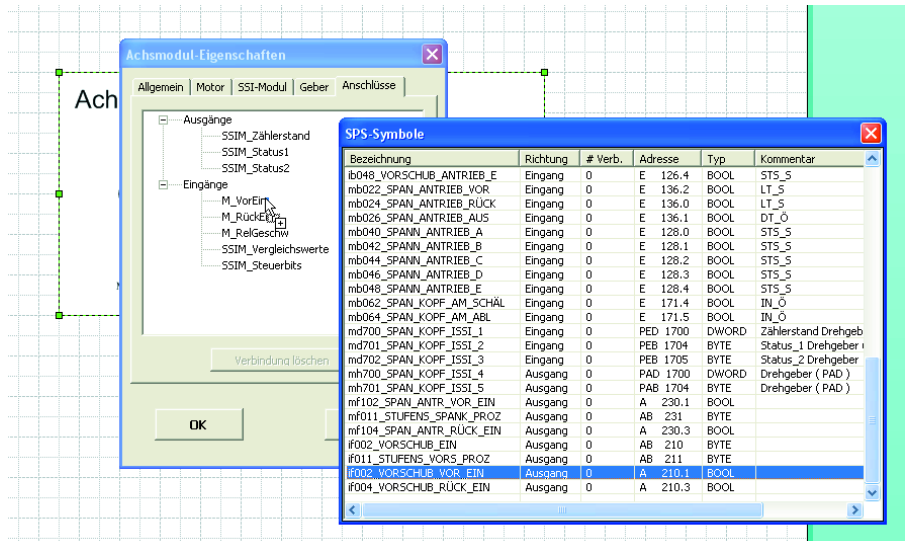 Ach
Achsmodul-Eigenschaften
Allgemein Motor SSI-Modul Geber Anschlüsse
Ausgänge
SSIM_Zählerstand
SSIM_Status1
SSIM_Status2
Eingänge
M_VorEin
M_RelGeschw
SSIM_Vergleichswerte
SSIM_Steuerbits
Verbindung löschen
OK
SPS-Symbole
Bezeichnung Richtung # Verb. Adresse Typ Kommentar
ib048_VORSCHUB_ANTRIEB_E Eingang 0 E 126.4 BOOL STS_S
mb022_SPAN_ANTRIEB_VOR Eingang 0 E 136.2 BOOL LT_S
mb024_SPAN_ANTRIEB_RÜCK Eingang 0 E 136.0 BOOL LT_S
mb026_SPAN_ANTRIEB_AUS Eingang 0 E 136.1 BOOL DT_Ö
mb040_SPANN_ANTRIEB_A Eingang 0 E 128.0 BOOL STS_S
mb042_SPANN_ANTRIEB_B Eingang 0 E 128.1 BOOL STS_S
mb044_SPANN_ANTRIEB_C Eingang 0 E 128.2 BOOL STS_S
mb046_SPANN_ANTRIEB_D Eingang 0 E 128.3 BOOL STS_S
mb048_SPANN_ANTRIEB_E Eingang 0 E 128.4 BOOL STS_S
mb062_SPAN_KOPF_AM_SCHÄL Eingang 0 E 171.4 BOOL IN_Ö
mb064_SPAN_KOPF_AM_ABL Eingang 0 E 171.5 BOOL IN_Ö
md700_SPAN_KOPF_ISSI_1 Eingang 0 PED 1700 DWORD Zählerstand Drehgeb
md701_SPAN_KOPF_ISSI_2 Eingang 0 PEB 1704 BYTE Status_1 Drehgeber
md702_SPAN_KOPF_ISSI_3 Eingang 0 PEB 1705 BYTE Status_2 Drehgeber
mh700_SPAN_KOPF_ISSI_4 Ausgang 0 PAD 1700 DWORD Drehgeber ( PAD )
mh701_SPAN_KOPF_ISSI_5 Ausgang 0 PAB 1704 BYTE Drehgeber ( PAD )
mf102_SPAN_ANTR_VOR_EIN Ausgang 0 A 230.1 BOOL
mf011_STUFENS_SPANK_PROZ Ausgang 0 AB 231 BYTE
mf104_SPAN_ANTR_RÜCK_EIN Ausgang 0 A 230.3 BOOL
if002_VORSCHUB_EIN Ausgang 0 AB 210 BYTE
if011_STUFENS_VORS_PROZ Ausgang 0 AB 211 BYTE
if002_VORSCHUB_VOR_EIN Ausgang 0 A 210.1 BOOL
if004_VORSCHUB_RÜCK_EIN Ausgang 0 A 210.3 BOOL